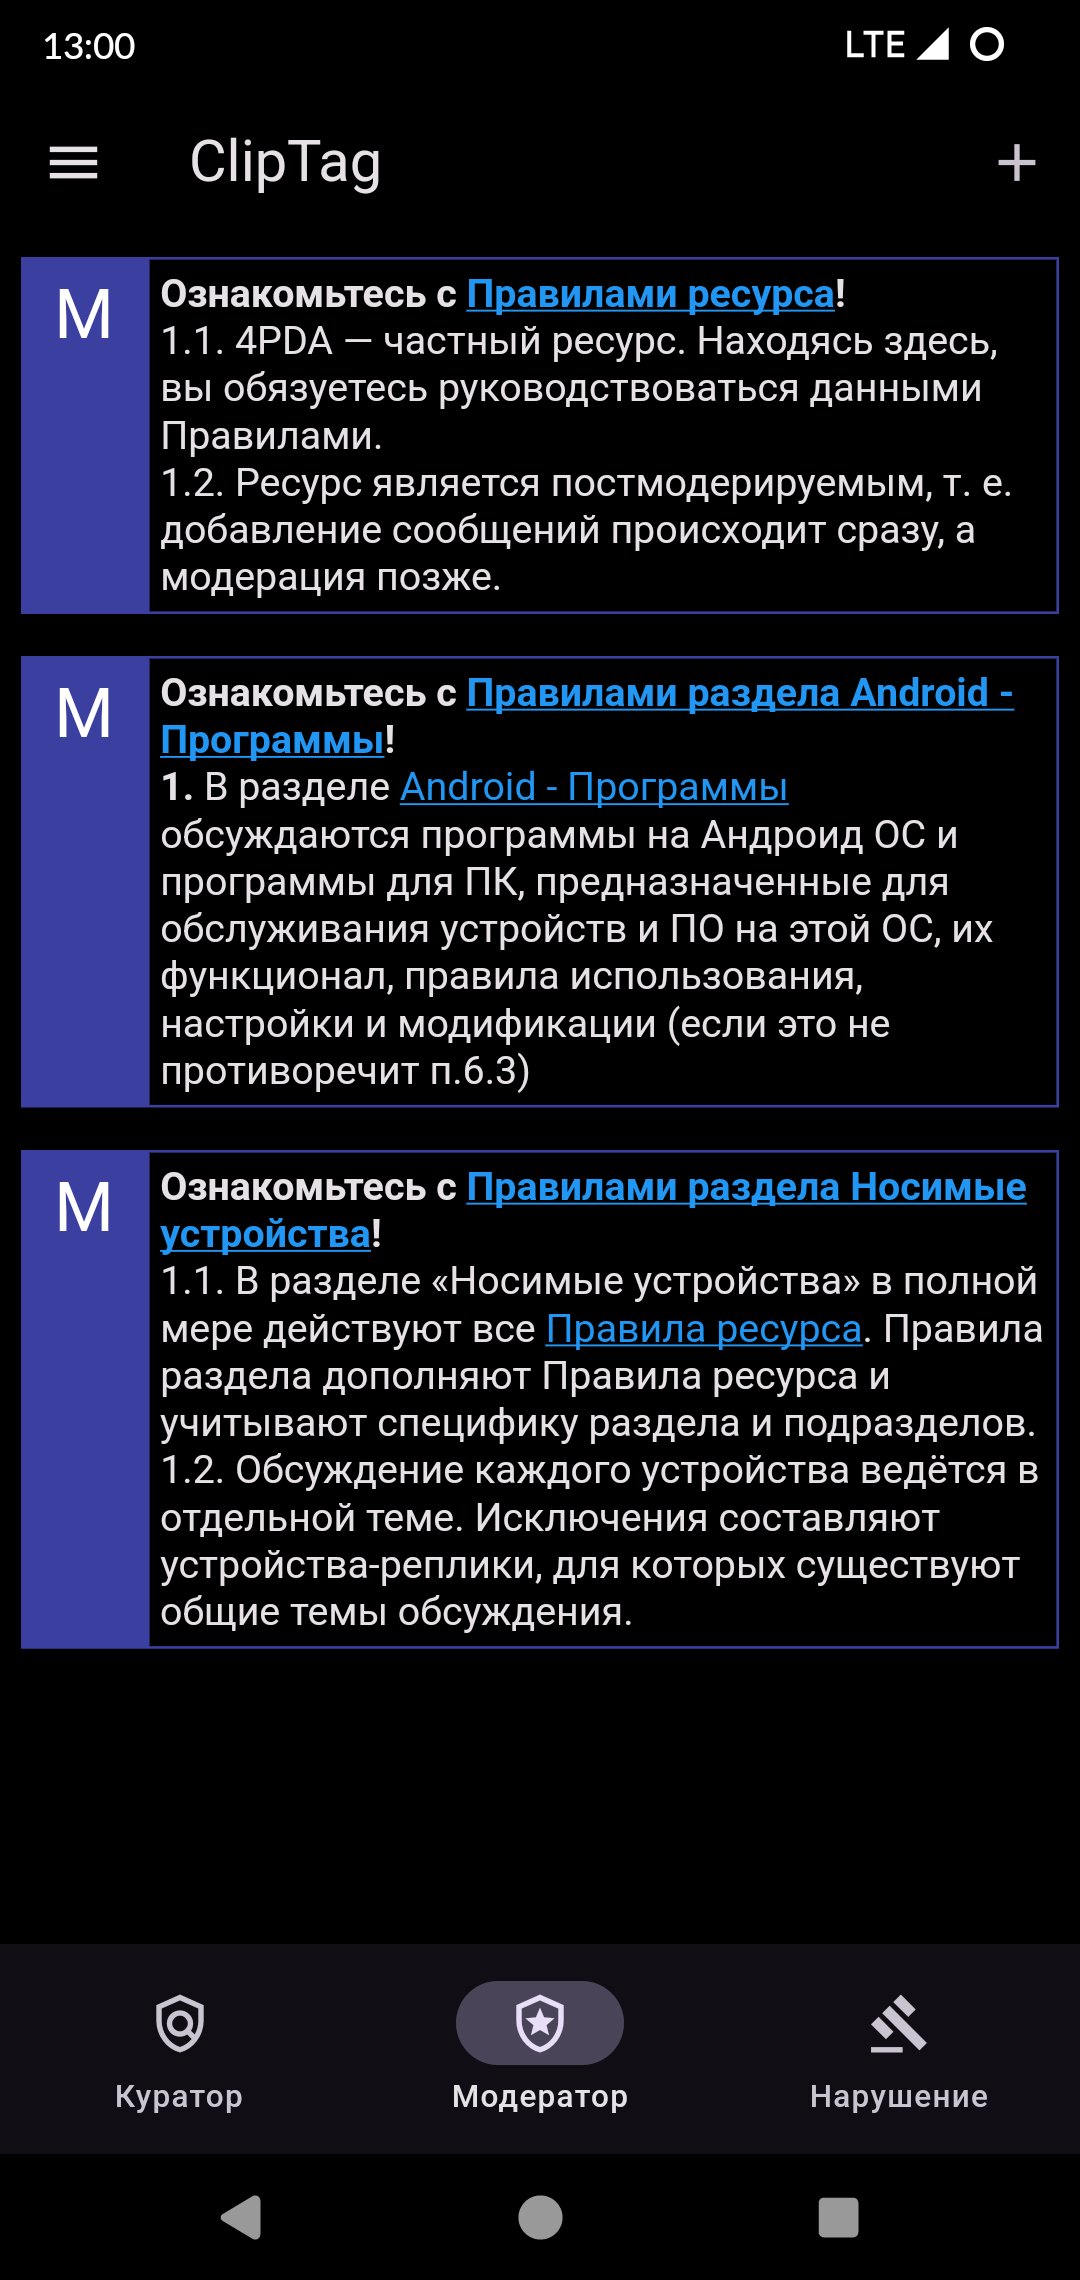 13:00
LTE
ClipTag
М
Ознакомьтесь с Правилами ресурса!
1.1. 4PDA — частный ресурс. Находясь здесь,
вы обязуетесь руководствоваться данными
Правилами.
1.2. Ресурс является постмодерируемым, т. е.
добавление сообщений происходит сразу, а
модерация позже.
М
Ознакомьтесь с Правилами раздела Android -
Программы!
1. В разделе Android - Программы
обсуждаются программы на Андроид ОС и
программы для ПК, предназначенные для
обслуживания устройств и ПО на этой ОС, их
функционал, правила использования,
настройки и модификации (если это не
противоречит п.6.3)
М
Ознакомьтесь с Правилами раздела Носимые
устройства!
1.1. В разделе «Носимые устройства» в полной
мере действуют все Правила ресурса. Правила
раздела дополняют Правила ресурса и
учитывают специфику раздела и подразделов.
1.2. Обсуждение каждого устройства ведётся в
отдельной теме. Исключения составляют
устройства-реплики, для которых существуют
общие темы обсуждения.
Куратор
Модератор
Нарушение